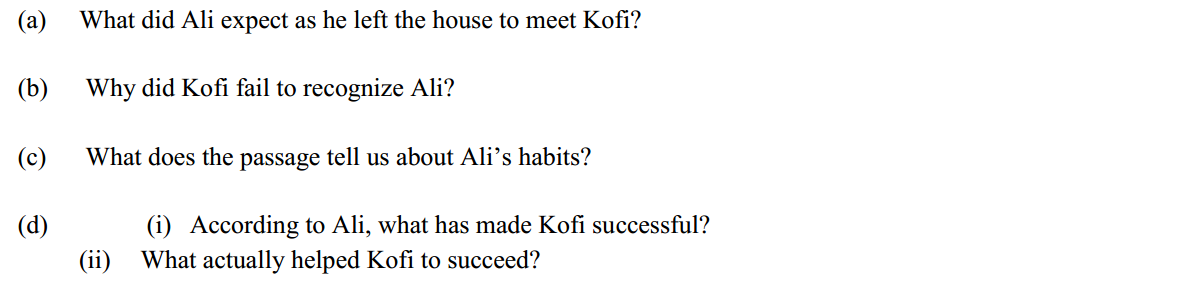 (a) What did Ali expect as he left the house to meet Kofi?
(b) Why did Kofi fail to recognize Ali?
(c) What does the passage tell us about Ali’s habits?
(d) (i) According to Ali, what has made Kofi successful?
(ii) What actually helped Kofi to succeed?